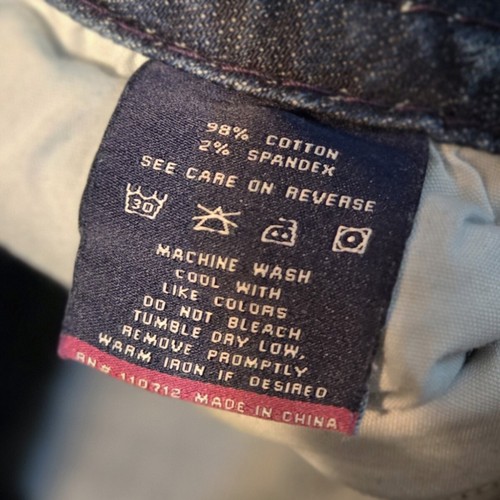 98% COTTON
2% SPANDEX
SEE CARE ON REVERSE
30
MACHINE WASH
COOL WITH
LIKE COLORS
DO NOT BLEACH
TUMBLE DRY LOW,
REMOVE PROMPTLY
WARM IRON IF DESIRED
RN# 110712 MADE IN CHINA